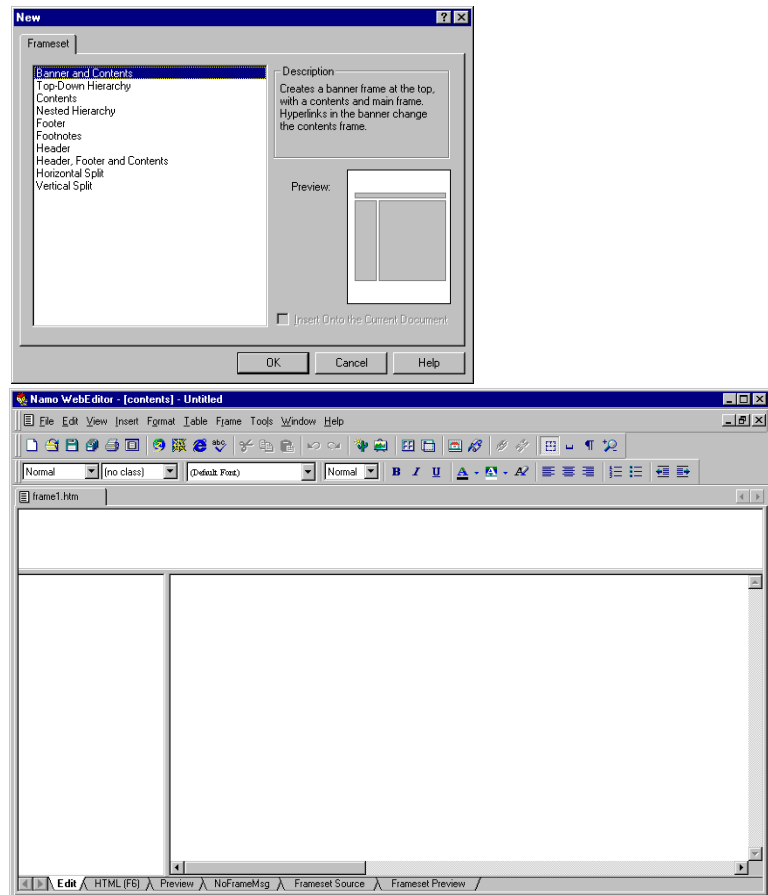 New
Frameset
Banner and Contents
Top-Down Hierarchy
Contents
Nested Hierarchy
Footer
Footnotes
Header
Header, Footer and Contents
Horizontal Split
Vertical Split
Description
Creates a banner frame at the top,
with a contents and main frame.
Hyperlinks in the banner change
the contents frame.
Preview:
Insert Onto the Current Document
OK Cancel Help
Namo WebEditor - [contents] - Untitled
File Edit View Insert Format Table Frame Tools Window Help
abc
Normal (no class) (Default Font) Normal B I U A A A
frame1.htm
Edit HTML (F6) Preview NoFrameMsg Frameset Source Frameset Preview